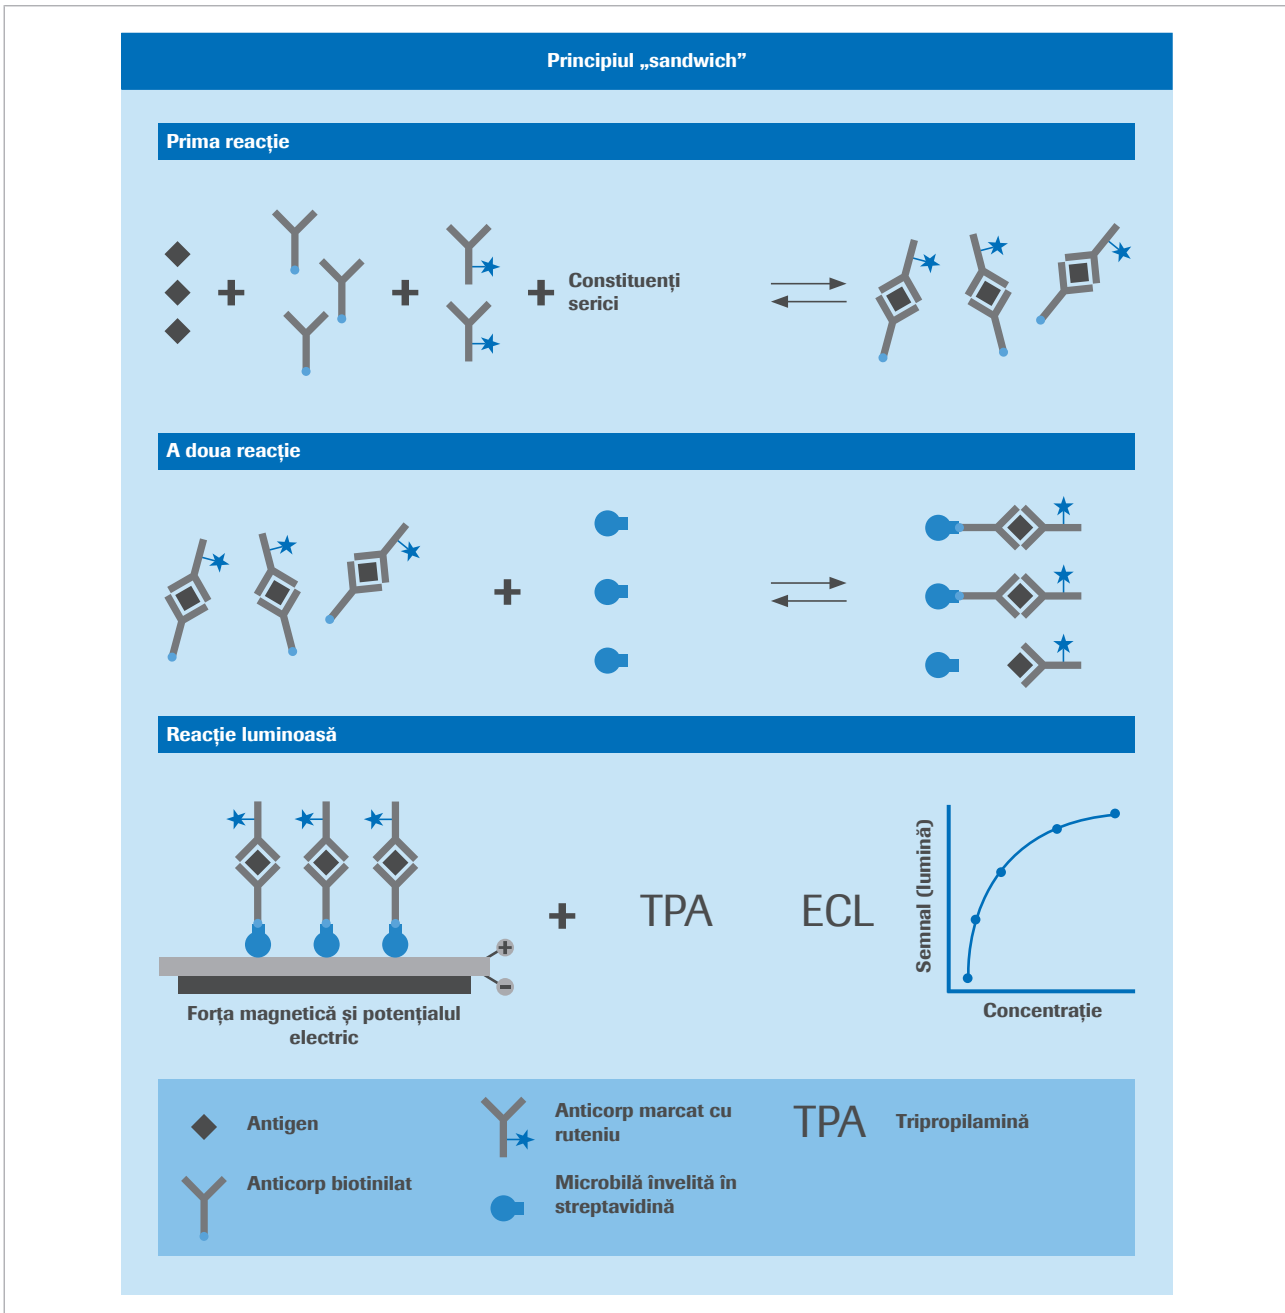 Principiul „sandwich”
Prima reacție
Constituenți
serici
A doua reacție
Reacție luminoasă
TPA
ECL
Semnal (lumină)
Concentrație
Forța magnetică și potențialul
electric
Antigen
Anticorp marcat cu
ruteniu
TPA
Tripropilamină
Anticorp biotinilat
Microbilă învelită în
streptavidină